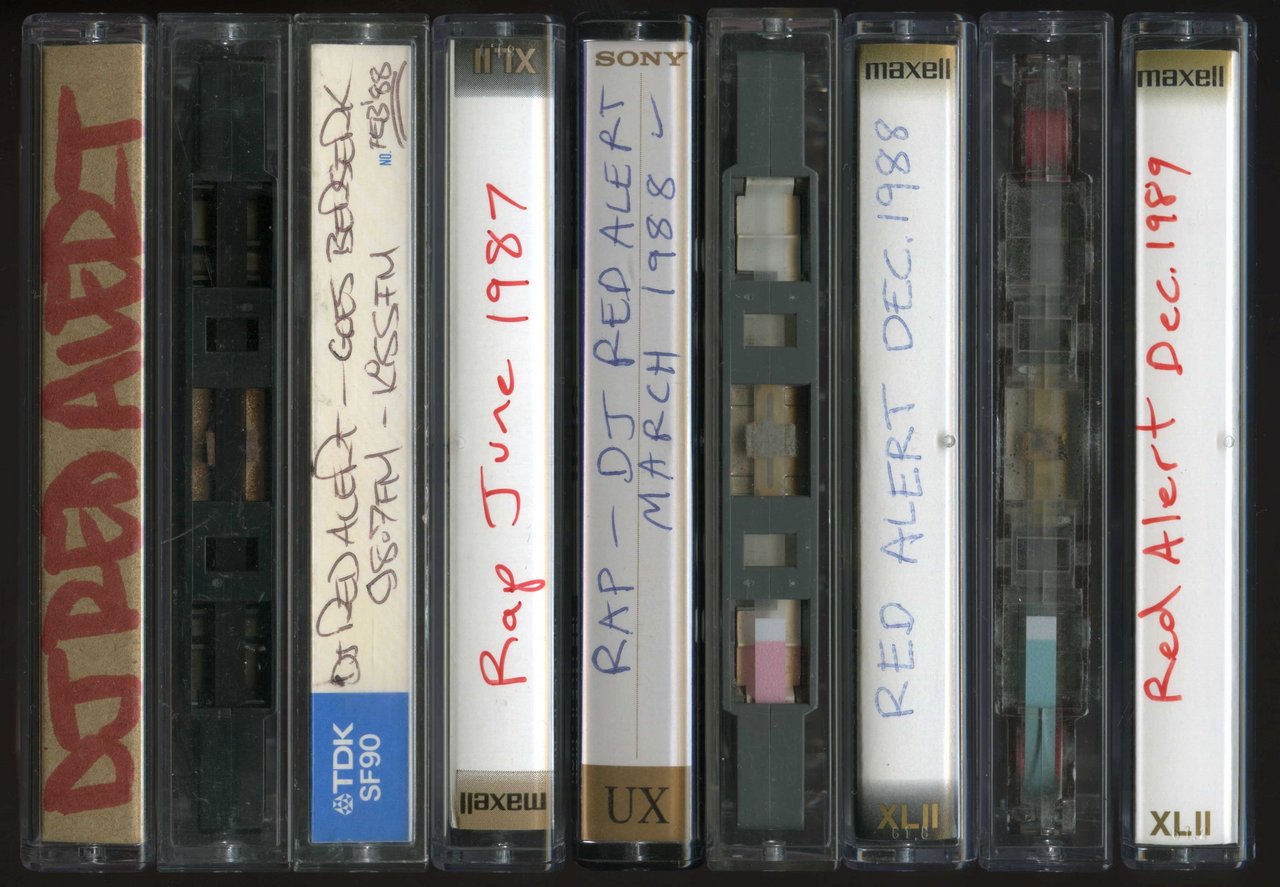 DJ RED ALERT
DJ RED ALERT - GOES BERSERK
98.7FM - KISS FM
NO. FEB '88
TDK
SF90
XLII
Rap June 1987
maxell
SONY
RAP - DJ RED ALERT
MARCH 1988
UX
maxell
RED ALERT DEC. 1988
XLII
maxell
Red Alert Dec. 1989
XLII